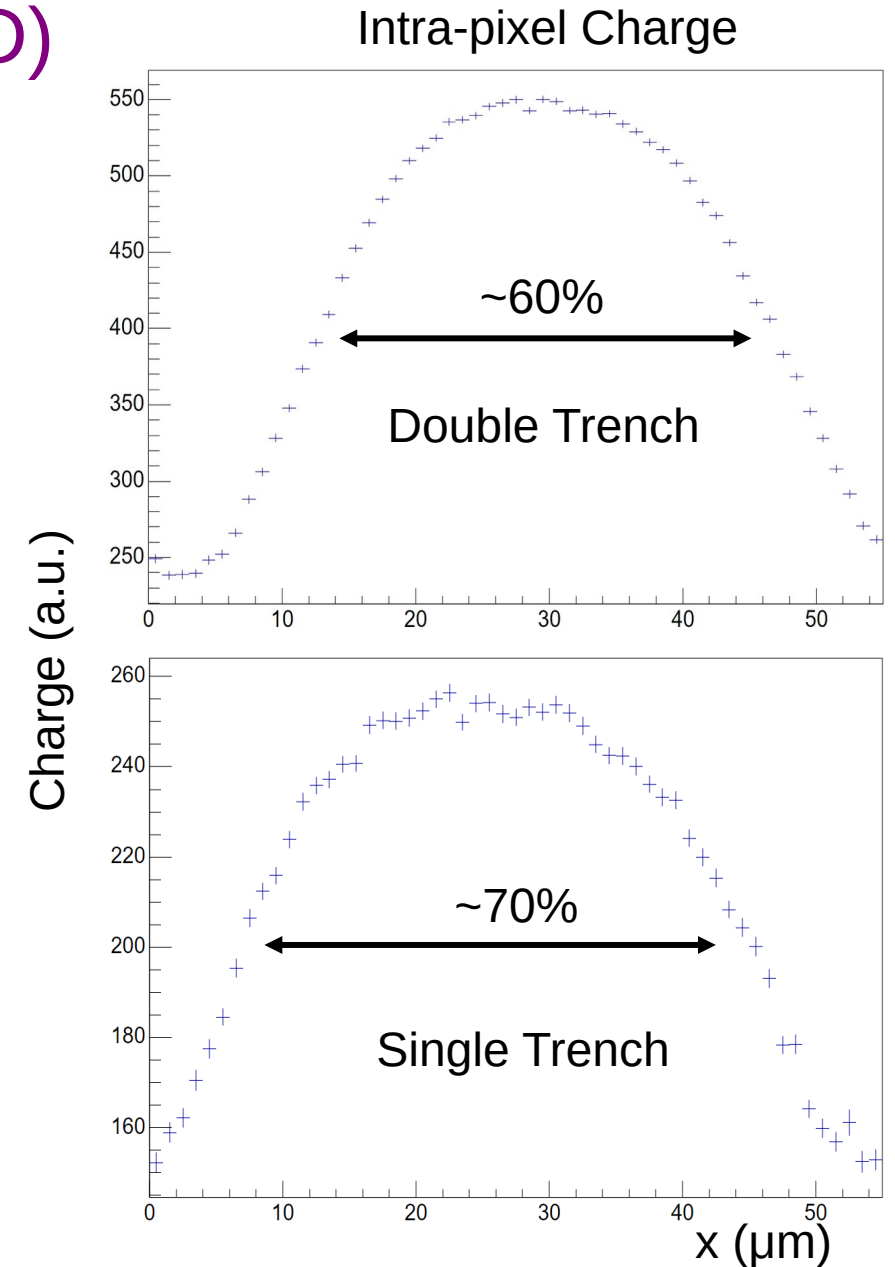 D)
Intra-pixel Charge
550
500
450
400
350
300
250
~60%
Double Trench
0 10 20 30 40 50
Charge (a.u.)
260
240
220
200
180
160
~70%
Single Trench
0 10 20 30 40 50
x (µm)